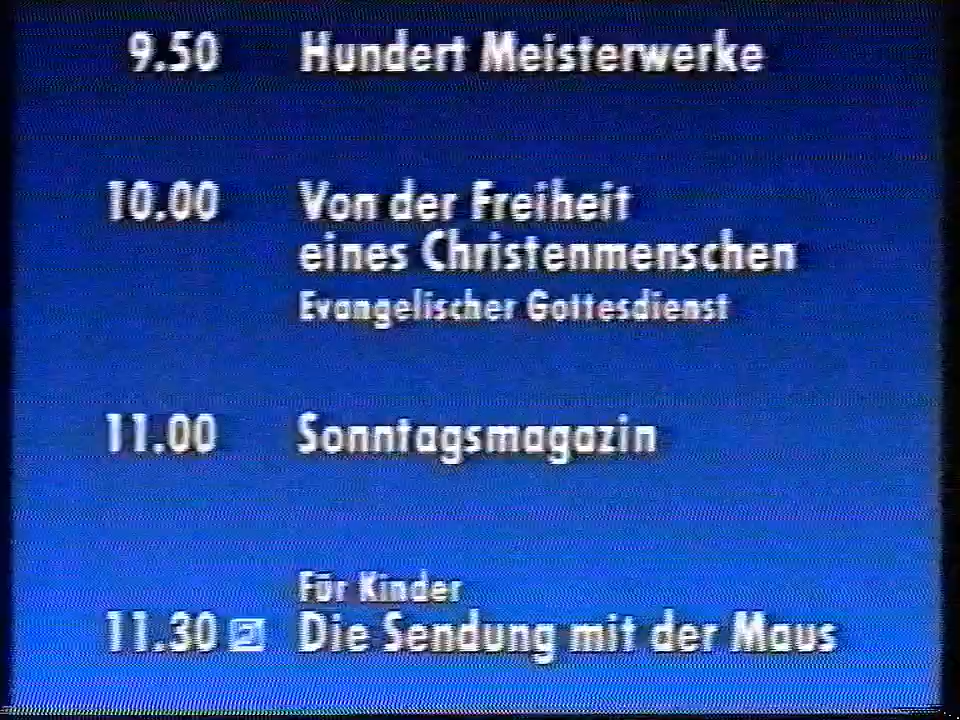 9.50 Hundert Meisterwerke
10.00 Von der Freiheit
eines Christenmenschen
Evangelischer Gottesdienst
11.00 Sonntagsmagazin
Für Kinder
11.30 Die Sendung mit der Maus